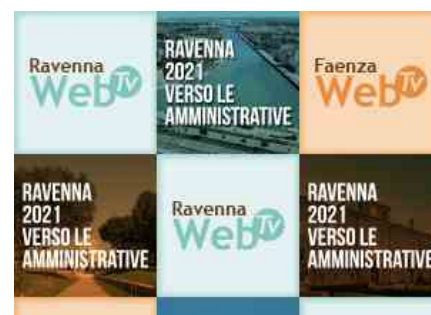 Ravenna
WebTv
RAVENNA
2021
VERSO LE
AMMINISTRATIVE
Faenza
WebTv
RAVENNA
2021
VERSO LE
AMMINISTRATIVE
Ravenna
WebTv
RAVENNA
2021
VERSO LE
AMMINISTRATIVE